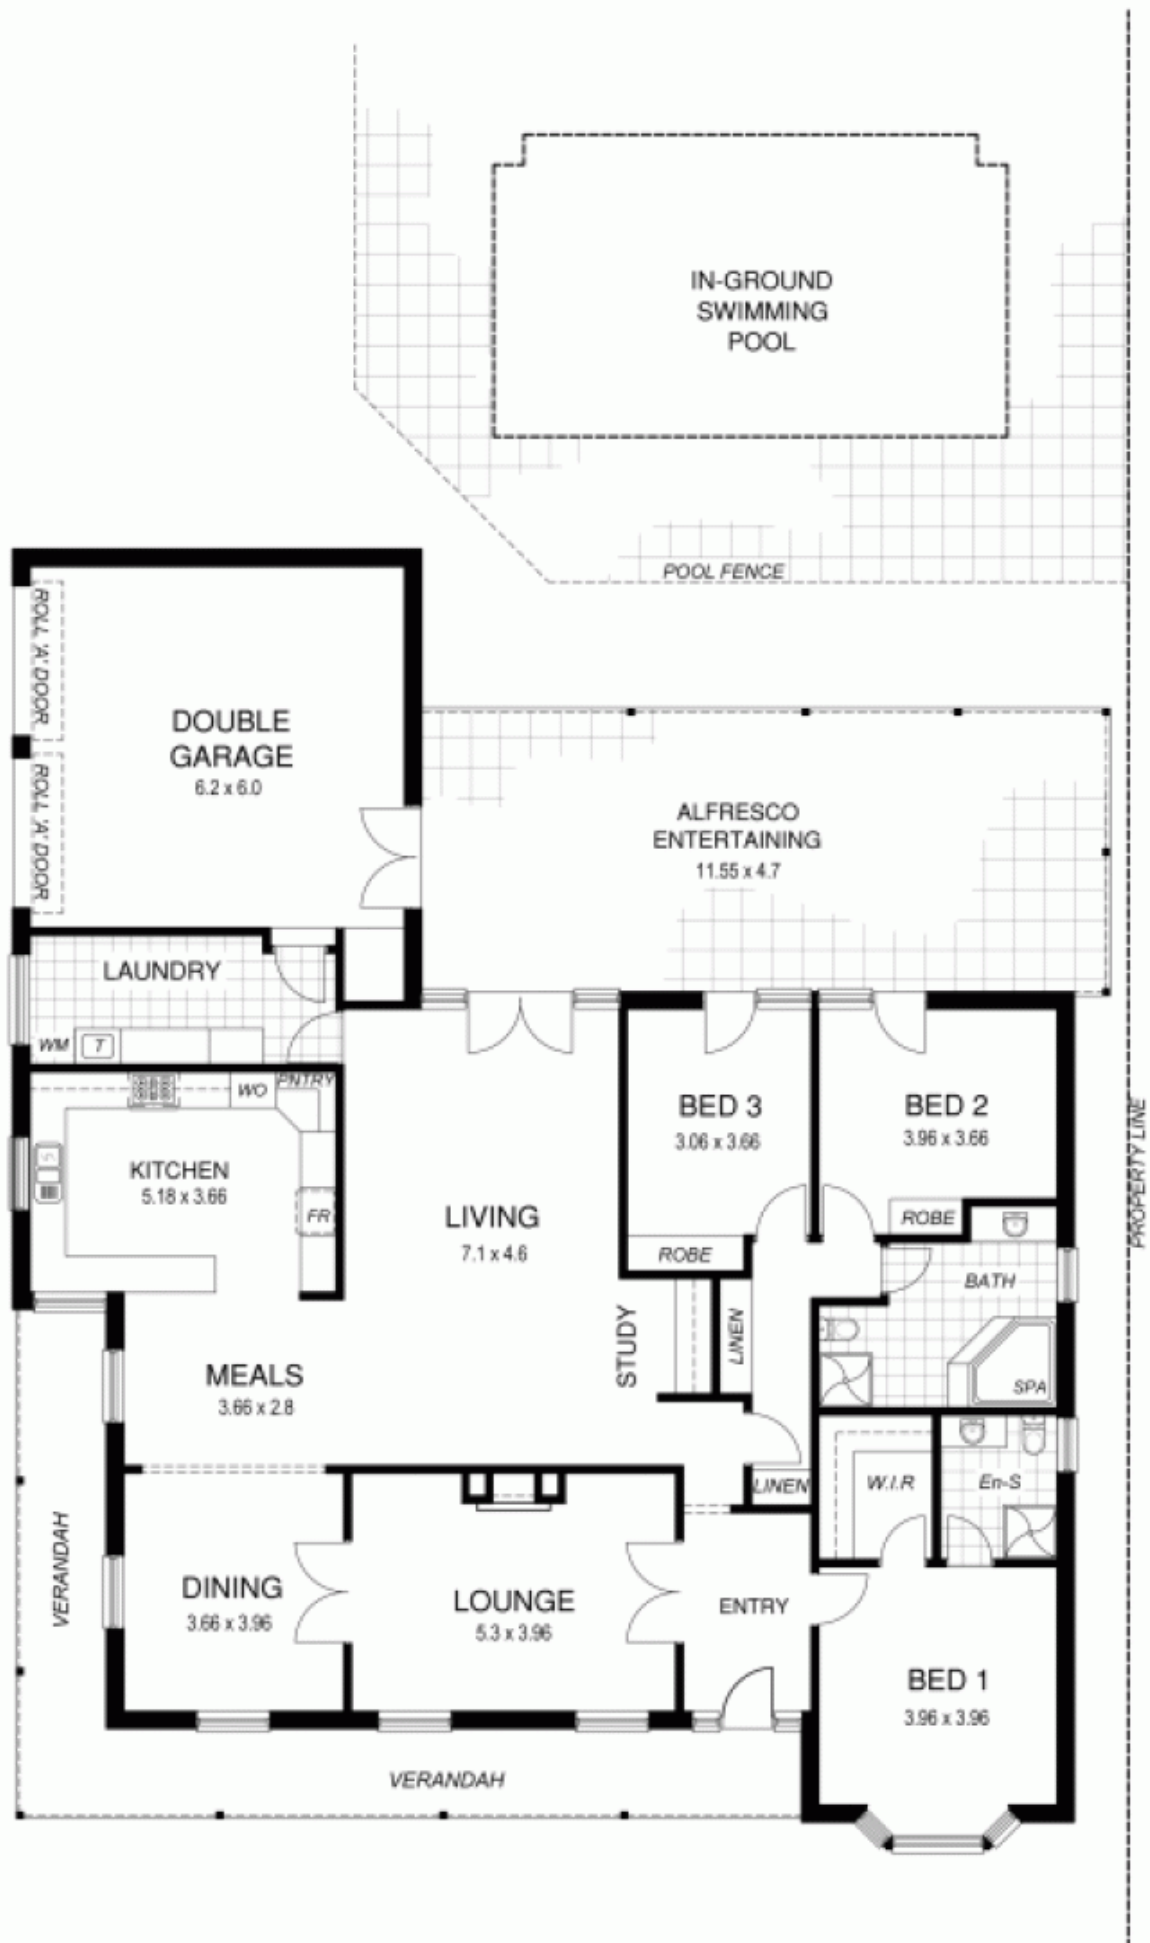 IN-GROUND
SWIMMING
POOL
POOL FENCE
ROLL 'A' DOOR
ROLL 'A' DOOR
DOUBLE
GARAGE
6.2 x 6.0
ALFRESCO
ENTERTAINING
11.55 x 4.7
LAUNDRY
WM
T
PNTRY
WO
KITCHEN
5.18 x 3.66
FR
LIVING
7.1 x 4.6
BED 3
3.06 x 3.66
BED 2
3.96 x 3.66
ROBE
ROBE
PROPERTY LINE
BATH
SPA
LINEN
STUDY
MEALS
3.66 x 2.8
LINEN
W.I.R
En-S
VERANDAH
DINING
3.66 x 3.96
LOUNGE
5.3 x 3.96
ENTRY
BED 1
3.96 x 3.96
VERANDAH